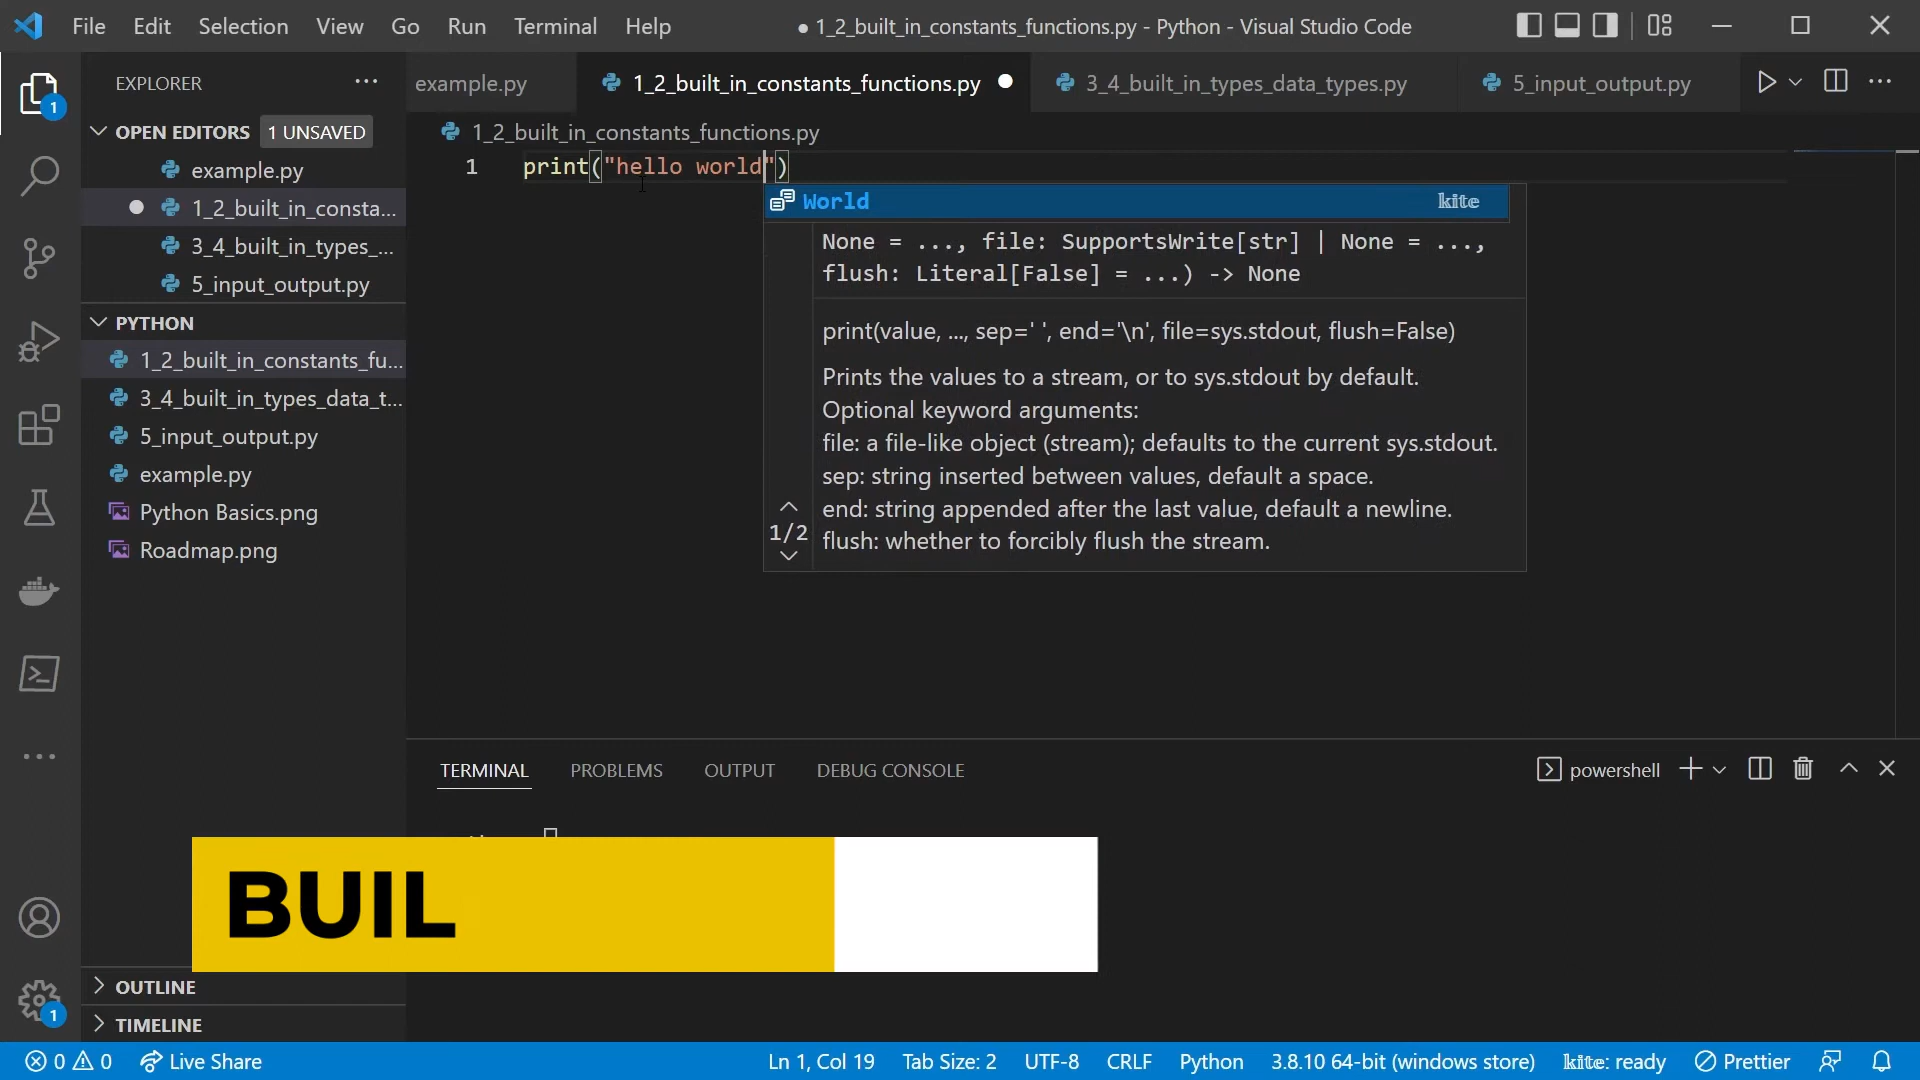 File Edit Selection View Go Run Terminal Help
● 1_2_built_in_constants_functions.py - Python - Visual Studio Code
EXPLORER
OPEN EDITORS 1 UNSAVED
example.py
1_2_built_in_consta...
3_4_built_in_types_...
5_input_output.py
PYTHON
1_2_built_in_constants_fu...
3_4_built_in_types_data_t...
5_input_output.py
example.py
Python Basics.png
Roadmap.png
OUTLINE
TIMELINE
1
1
example.py 1_2_built_in_constants_functions.py 3_4_built_in_types_data_types.py 5_input_output.py
1_2_built_in_constants_functions.py
1 print("hello world")
World kite
None = ..., file: SupportsWrite[str] | None = ...,
flush: Literal[False] = ...) -> None
print(value, ..., sep=' ', end='\n', file=sys.stdout, flush=False)
Prints the values to a stream, or to sys.stdout by default.
Optional keyword arguments:
file: a file-like object (stream); defaults to the current sys.stdout.
sep: string inserted between values, default a space.
end: string appended after the last value, default a newline.
flush: whether to forcibly flush the stream.
1/2
TERMINAL PROBLEMS OUTPUT DEBUG CONSOLE
powershell
BUIL
0 0 Live Share
Ln 1, Col 19 Tab Size: 2 UTF-8 CRLF Python 3.8.10 64-bit (windows store) kite: ready Prettier